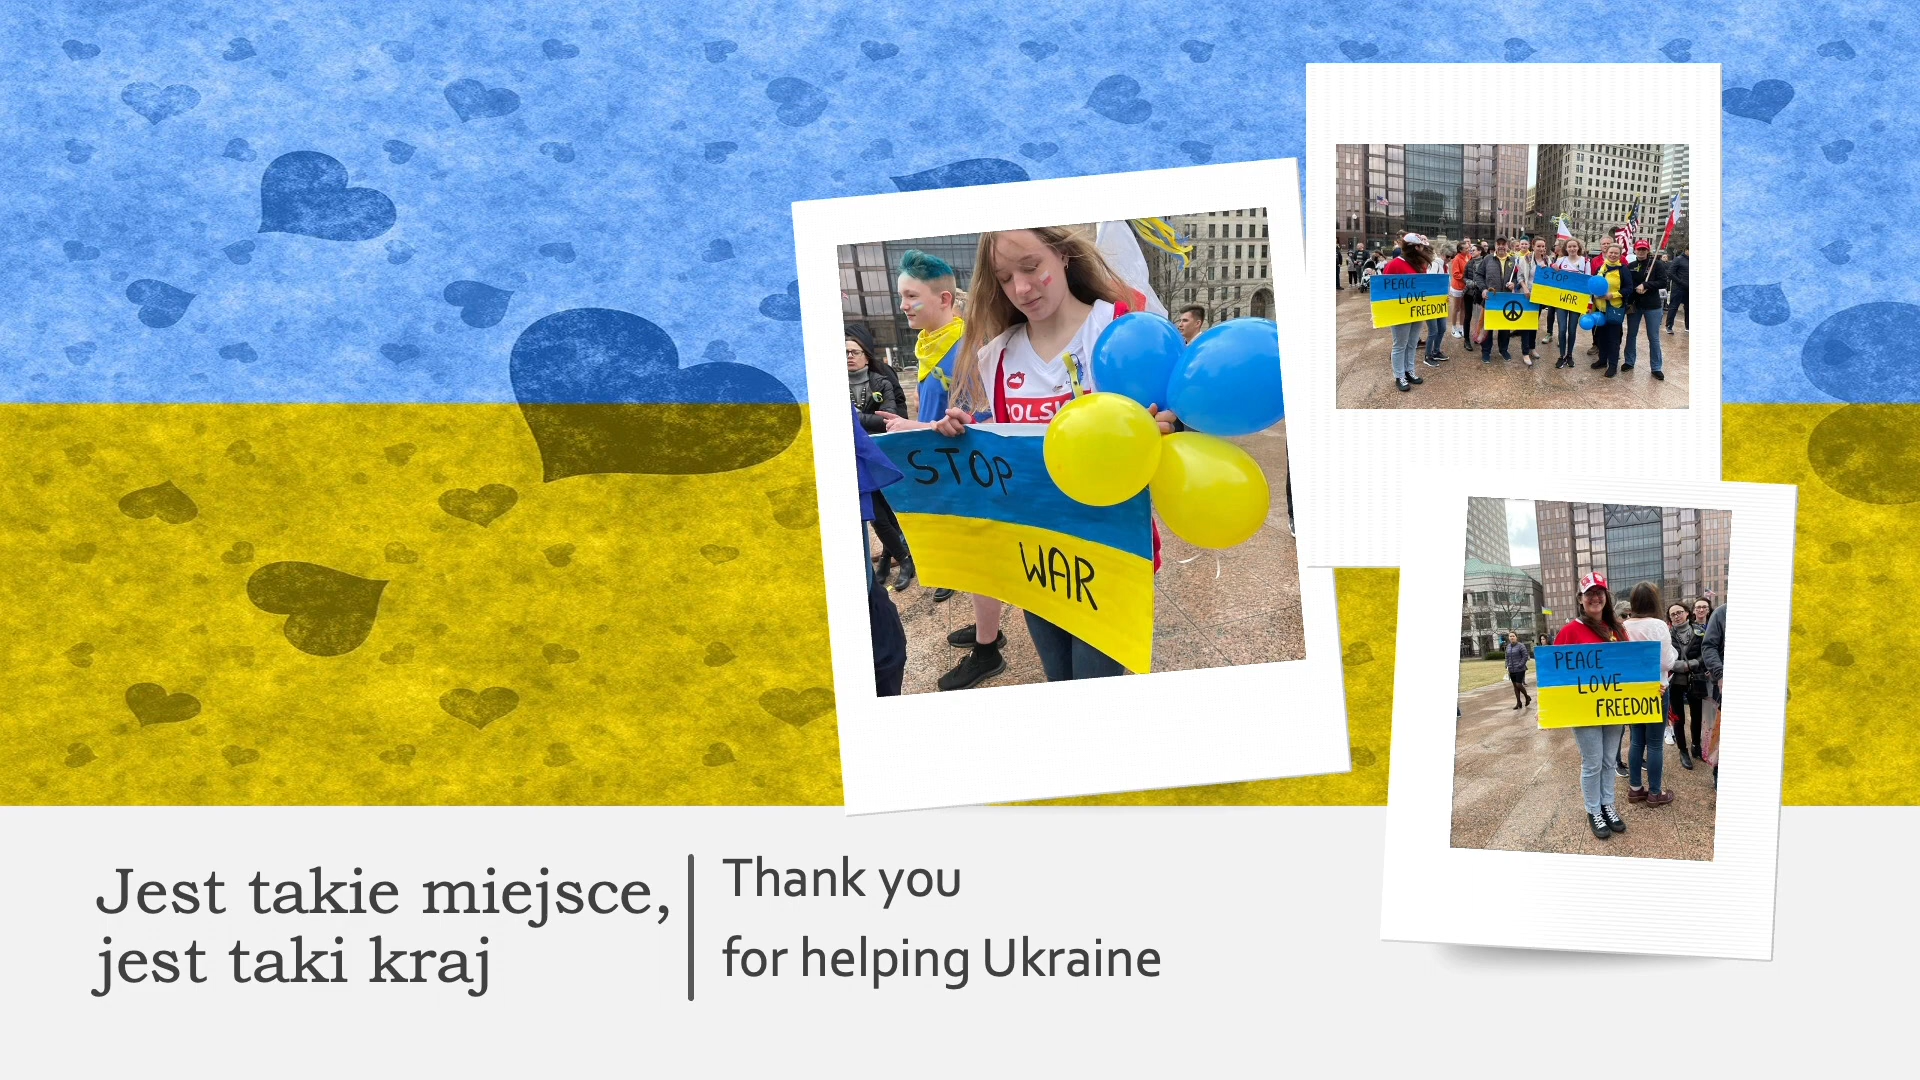 Jest takie miejsce,
jest taki kraj
Thank you
for helping Ukraine
POLSK
STOP
WAR
PEACE
LOVE
FREEDOM
STOP
WAR
PEACE
LOVE
FREEDOM